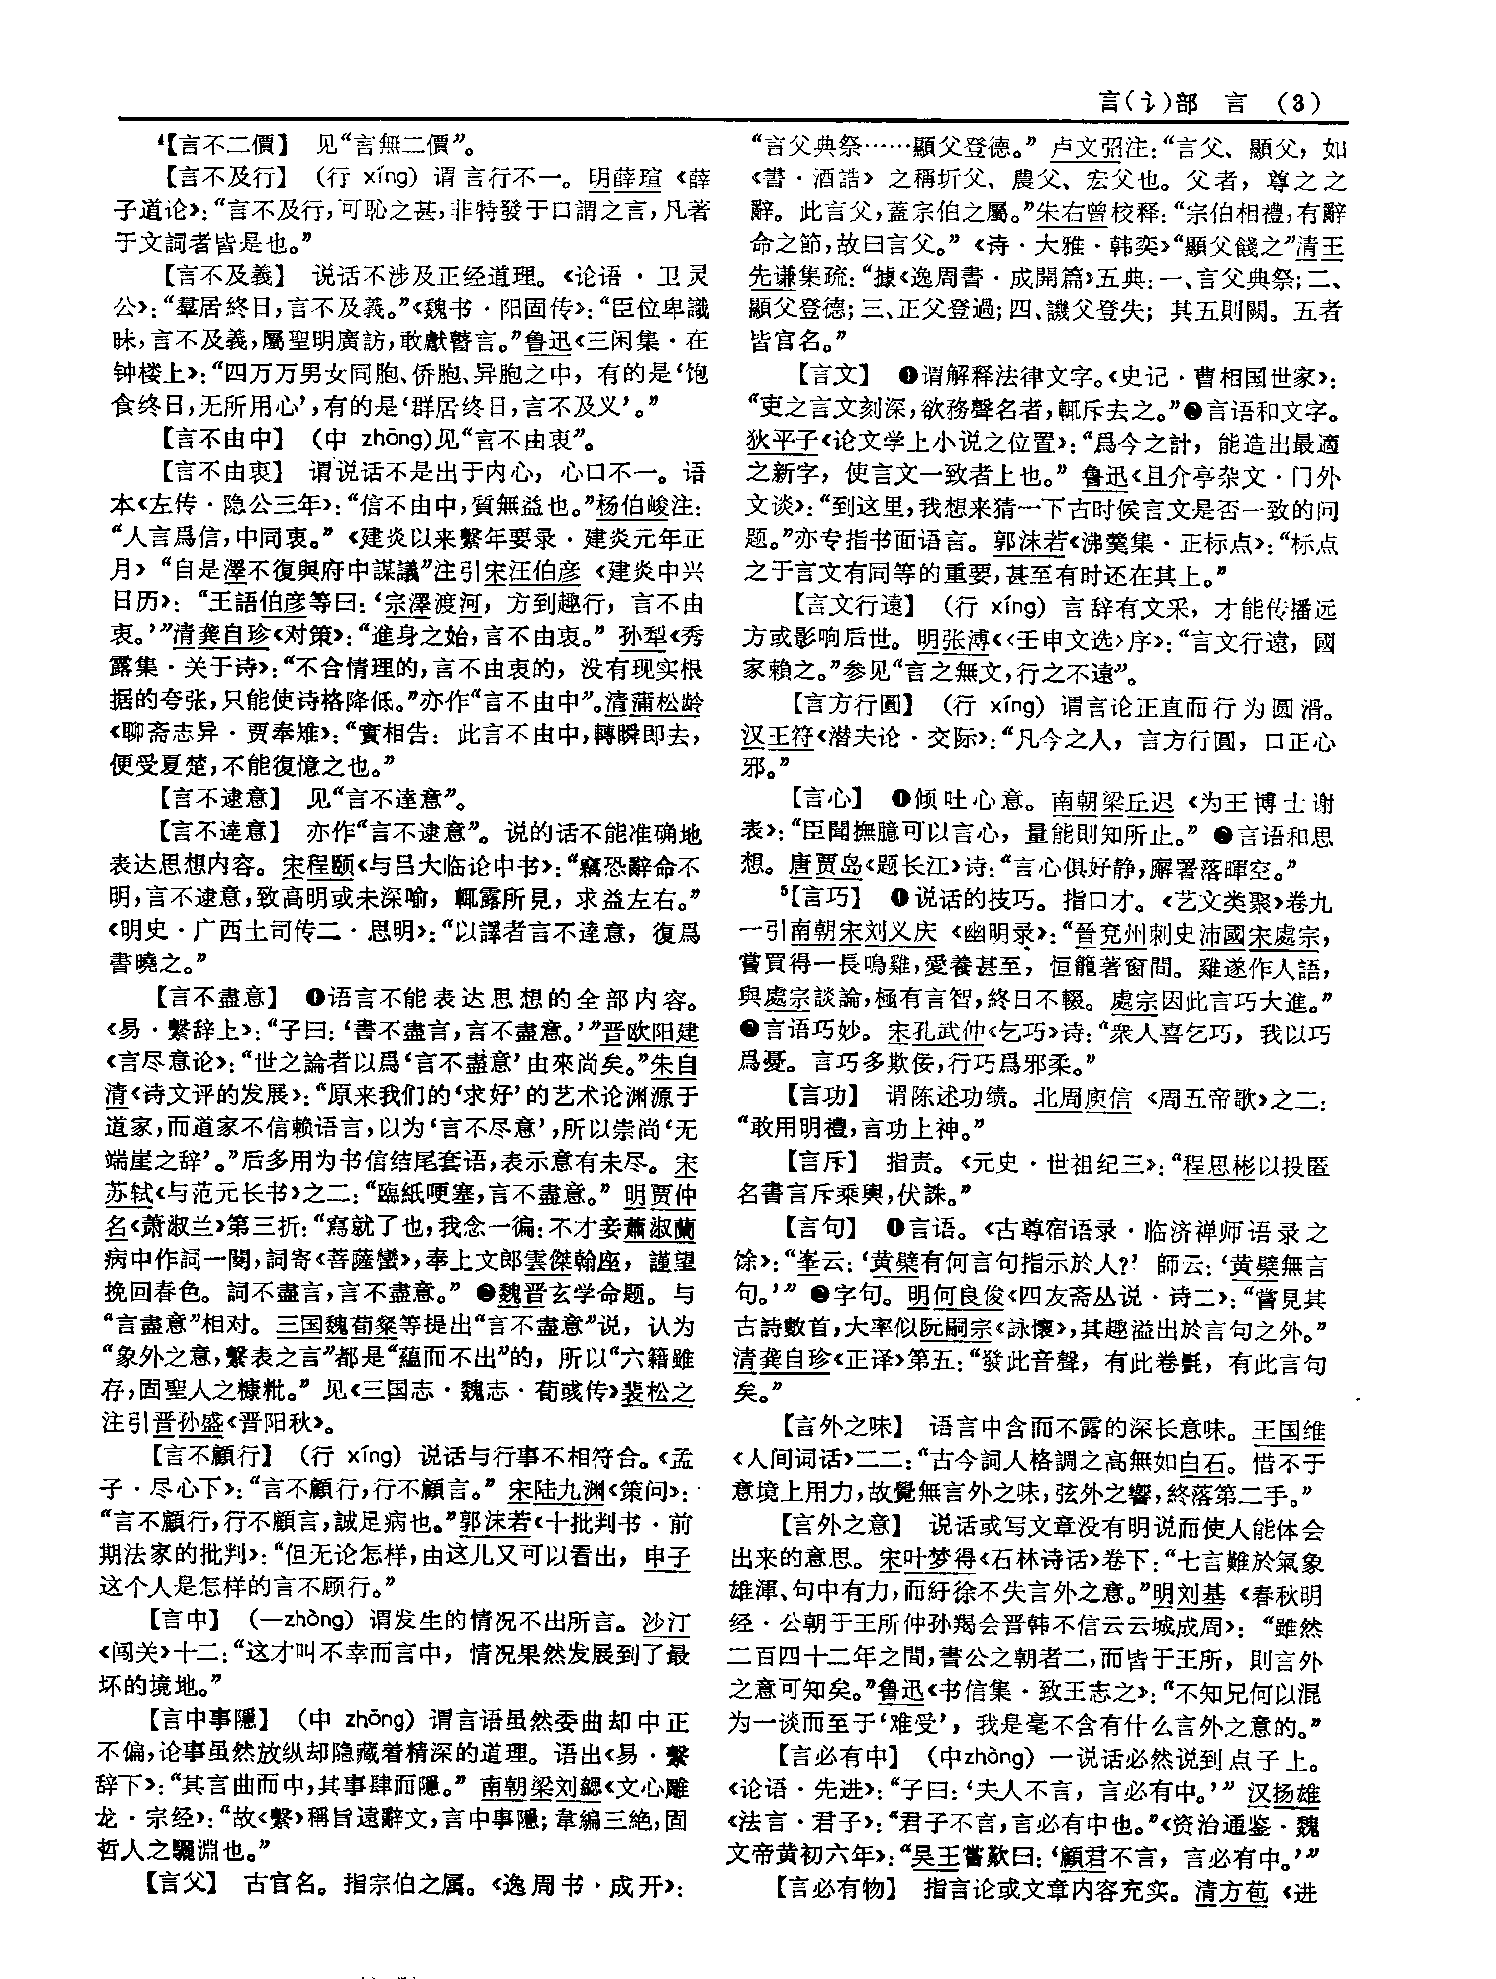 言(讠)部　言　(3)
⁴【言不二價】　见“言無二價”。
【言不及行】　(行 xíng) 谓言行不一。明薛瑄《薛
子道论》：“言不及行，可恥之甚，非特發于口謂之言，凡著
于文詞者皆是也。”
【言不及義】　说话不涉及正经道理。《论语·卫灵
公》：“羣居終日，言不及義。”《魏书·阳固传》：“臣位卑識
昧，言不及義，屬聖明廣訪，敢獻瞽言。”鲁迅《三闲集·在
钟楼上》：“四万万男女同胞、侨胞、异胞之中，有的是‘饱
食终日，无所用心’，有的是‘群居终日，言不及义’。”
【言不由中】　(中 zhōng)见“言不由衷”。
【言不由衷】　谓说话不是出于内心，心口不一。语
本《左传·隐公三年》：“信不由中，質無益也。”杨伯峻注：
“人言爲信，中同衷。”《建炎以来繫年要录·建炎元年正
月》“自是澤不復與府中謀議”注引宋汪伯彦《建炎中兴
日历》：“王語伯彦等曰：‘宗澤渡河，方到趣行，言不由
衷。’”清龚自珍《对策》：“進身之始，言不由衷。”孙犁《秀
露集·关于诗》：“不合情理的，言不由衷的，没有现实根
据的夸张，只能使诗格降低。”亦作“言不由中”。清蒲松龄
《聊斋志异·贾奉雉》：“實相告：此言不由中，轉瞬即去，
便受夏楚，不能復憶之也。”
【言不逮意】　见“言不達意”。
【言不達意】　亦作“言不逮意”。说的话不能准确地
表达思想内容。宋程颐《与吕大临论中书》：“竊恐辭命不
明，言不逮意，致高明或未深喻，輒露所見，求益左右。”
《明史·广西土司传二·思明》：“以譯者言不達意，復爲
書曉之。”
【言不盡意】　❶语言不能表达思想的全部内容。
《易·繫辞上》：“子曰：‘書不盡言，言不盡意。’”晋欧阳建
《言尽意论》：“世之論者以爲‘言不盡意’由來尚矣。”朱自
清《诗文评的发展》：“原来我们的‘求好’的艺术论渊源于
道家，而道家不信赖语言，以为‘言不尽意’，所以崇尚‘无
端崖之辞’。”后多用为书信结尾套语，表示意有未尽。宋
苏轼《与范元长书》之二：“臨紙哽塞，言不盡意。”明贾仲
名《萧淑兰》第三折：“寫就了也，我念一徧：不才妾蕭淑蘭
病中作詞一闋，詞寄《菩薩蠻》，奉上文郎雲傑翰座，謹望
挽回春色。詞不盡言，言不盡意。”❷魏晋玄学命题。与
“言盡意”相对。三国魏荀粲等提出“言不盡意”说，认为
“象外之意，繫表之言”都是“蘊而不出”的，所以“六籍雖
存，固聖人之糠粃。”见《三国志·魏志·荀彧传》裴松之
注引晋孙盛《晋阳秋》。
【言不顧行】　(行 xíng) 说话与行事不相符合。《孟
子·尽心下》：“言不顧行，行不顧言。”宋陆九渊《策问》：
“言不顧行，行不顧言，誠足病也。”郭沫若《十批判书·前
期法家的批判》：“但无论怎样，由这儿又可以看出，申子
这个人是怎样的言不顾行。”
【言中】　(—zhòng) 谓发生的情况不出所言。沙汀
《闯关》十二：“这才叫不幸而言中，情况果然发展到了最
坏的境地。”
【言中事隱】　(中 zhōng) 谓言语虽然委曲却中正
不偏，论事虽然放纵却隐藏着精深的道理。语出《易·繫
辞下》：“其言曲而中，其事肆而隱。”南朝梁刘勰《文心雕
龙·宗经》：“故《繫》稱旨遠辭文，言中事隱；韋編三絶，固
哲人之驪淵也。”
【言父】　古官名。指宗伯之属。《逸周书·成开》：
“言父典祭……顯父登德。”卢文弨注：“言父、顯父，如
《書·酒誥》之稱圻父、農父、宏父也。父者，尊之之
辭。此言父，蓋宗伯之屬。”朱右曾校释：“宗伯相禮，有辭
命之節，故曰言父。”《诗·大雅·韩奕》“顯父餞之”清王
先谦集疏：“據《逸周書·成開篇》五典：一、言父典祭；二、
顯父登德；三、正父登過；四、譏父登失；其五則闕。五者
皆官名。”
【言文】　❶谓解释法律文字。《史记·曹相国世家》：
“吏之言文刻深，欲務聲名者，輒斥去之。”❷言语和文字。
狄平子《论文学上小说之位置》：“爲今之計，能造出最適
之新字，使言文一致者上也。”鲁迅《且介亭杂文·门外
文谈》：“到这里，我想来猜一下古时候言文是否一致的问
题。”亦专指书面语言。郭沫若《沸羹集·正标点》：“标点
之于言文有同等的重要，甚至有时还在其上。”
【言文行遠】　(行 xíng) 言辞有文采，才能传播远
方或影响后世。明张溥《〈壬申文选〉序》：“言文行遠，國
家賴之。”参见“言之無文，行之不遠”。
【言方行圓】　(行 xíng) 谓言论正直而行为圆滑。
汉王符《潜夫论·交际》：“凡今之人，言方行圓，口正心
邪。”
【言心】　❶倾吐心意。南朝梁丘迟《为王博士谢
表》：“臣聞撫臆可以言心，量能則知所止。”❷言语和思
想。唐贾岛《题长江》诗：“言心俱好静，廨署落暉空。”
⁵【言巧】　❶说话的技巧。指口才。《艺文类聚》卷九
一引南朝宋刘义庆《幽明录》：“晉兗州刺史沛國宋處宗，
嘗買得一長鳴雞，愛養甚至，恒籠著窗間。雞遂作人語，
與處宗談論，極有言智，終日不輟。處宗因此言巧大進。”
❷言语巧妙。宋孔武仲《乞巧》诗：“衆人喜乞巧，我以巧
爲憂。言巧多欺佞，行巧爲邪柔。”
【言功】　谓陈述功绩。北周庾信《周五帝歌》之二：
“敢用明禮，言功上神。”
【言斥】　指责。《元史·世祖纪三》：“程思彬以投匿
名書言斥乘輿，伏誅。”
【言句】　❶言语。《古尊宿语录·临济禅师语录之
馀》：“峯云：‘黄檗有何言句指示於人？’師云：‘黄檗無言
句。’”❷字句。明何良俊《四友斋丛说·诗二》：“嘗見其
古詩數首，大率似阮嗣宗《詠懷》，其趣溢出於言句之外。”
清龚自珍《正译》第五：“發此音聲，有此卷氈，有此言句
矣。”
【言外之味】　语言中含而不露的深长意味。王国维
《人间词话》二二：“古今詞人格調之高無如白石。惜不于
意境上用力，故覺無言外之味，弦外之響，終落第二手。”
【言外之意】　说话或写文章没有明说而使人能体会
出来的意思。宋叶梦得《石林诗话》卷下：“七言難於氣象
雄渾、句中有力，而紆徐不失言外之意。”明刘基《春秋明
经·公朝于王所仲孙羯会晋韩不信云云城成周》：“雖然
二百四十二年之間，書公之朝者二，而皆于王所，則言外
之意可知矣。”鲁迅《书信集·致王志之》：“不知兄何以混
为一谈而至于‘难受’，我是毫不含有什么言外之意的。”
【言必有中】　(中zhòng) 一说话必然说到点子上。
《论语·先进》：“子曰：‘夫人不言，言必有中。’”汉扬雄
《法言·君子》：“君子不言，言必有中也。”《资治通鉴·魏
文帝黄初六年》：“吴王嘗歎曰：‘顧君不言，言必有中。’”
【言必有物】　指言论或文章内容充实。清方苞《进